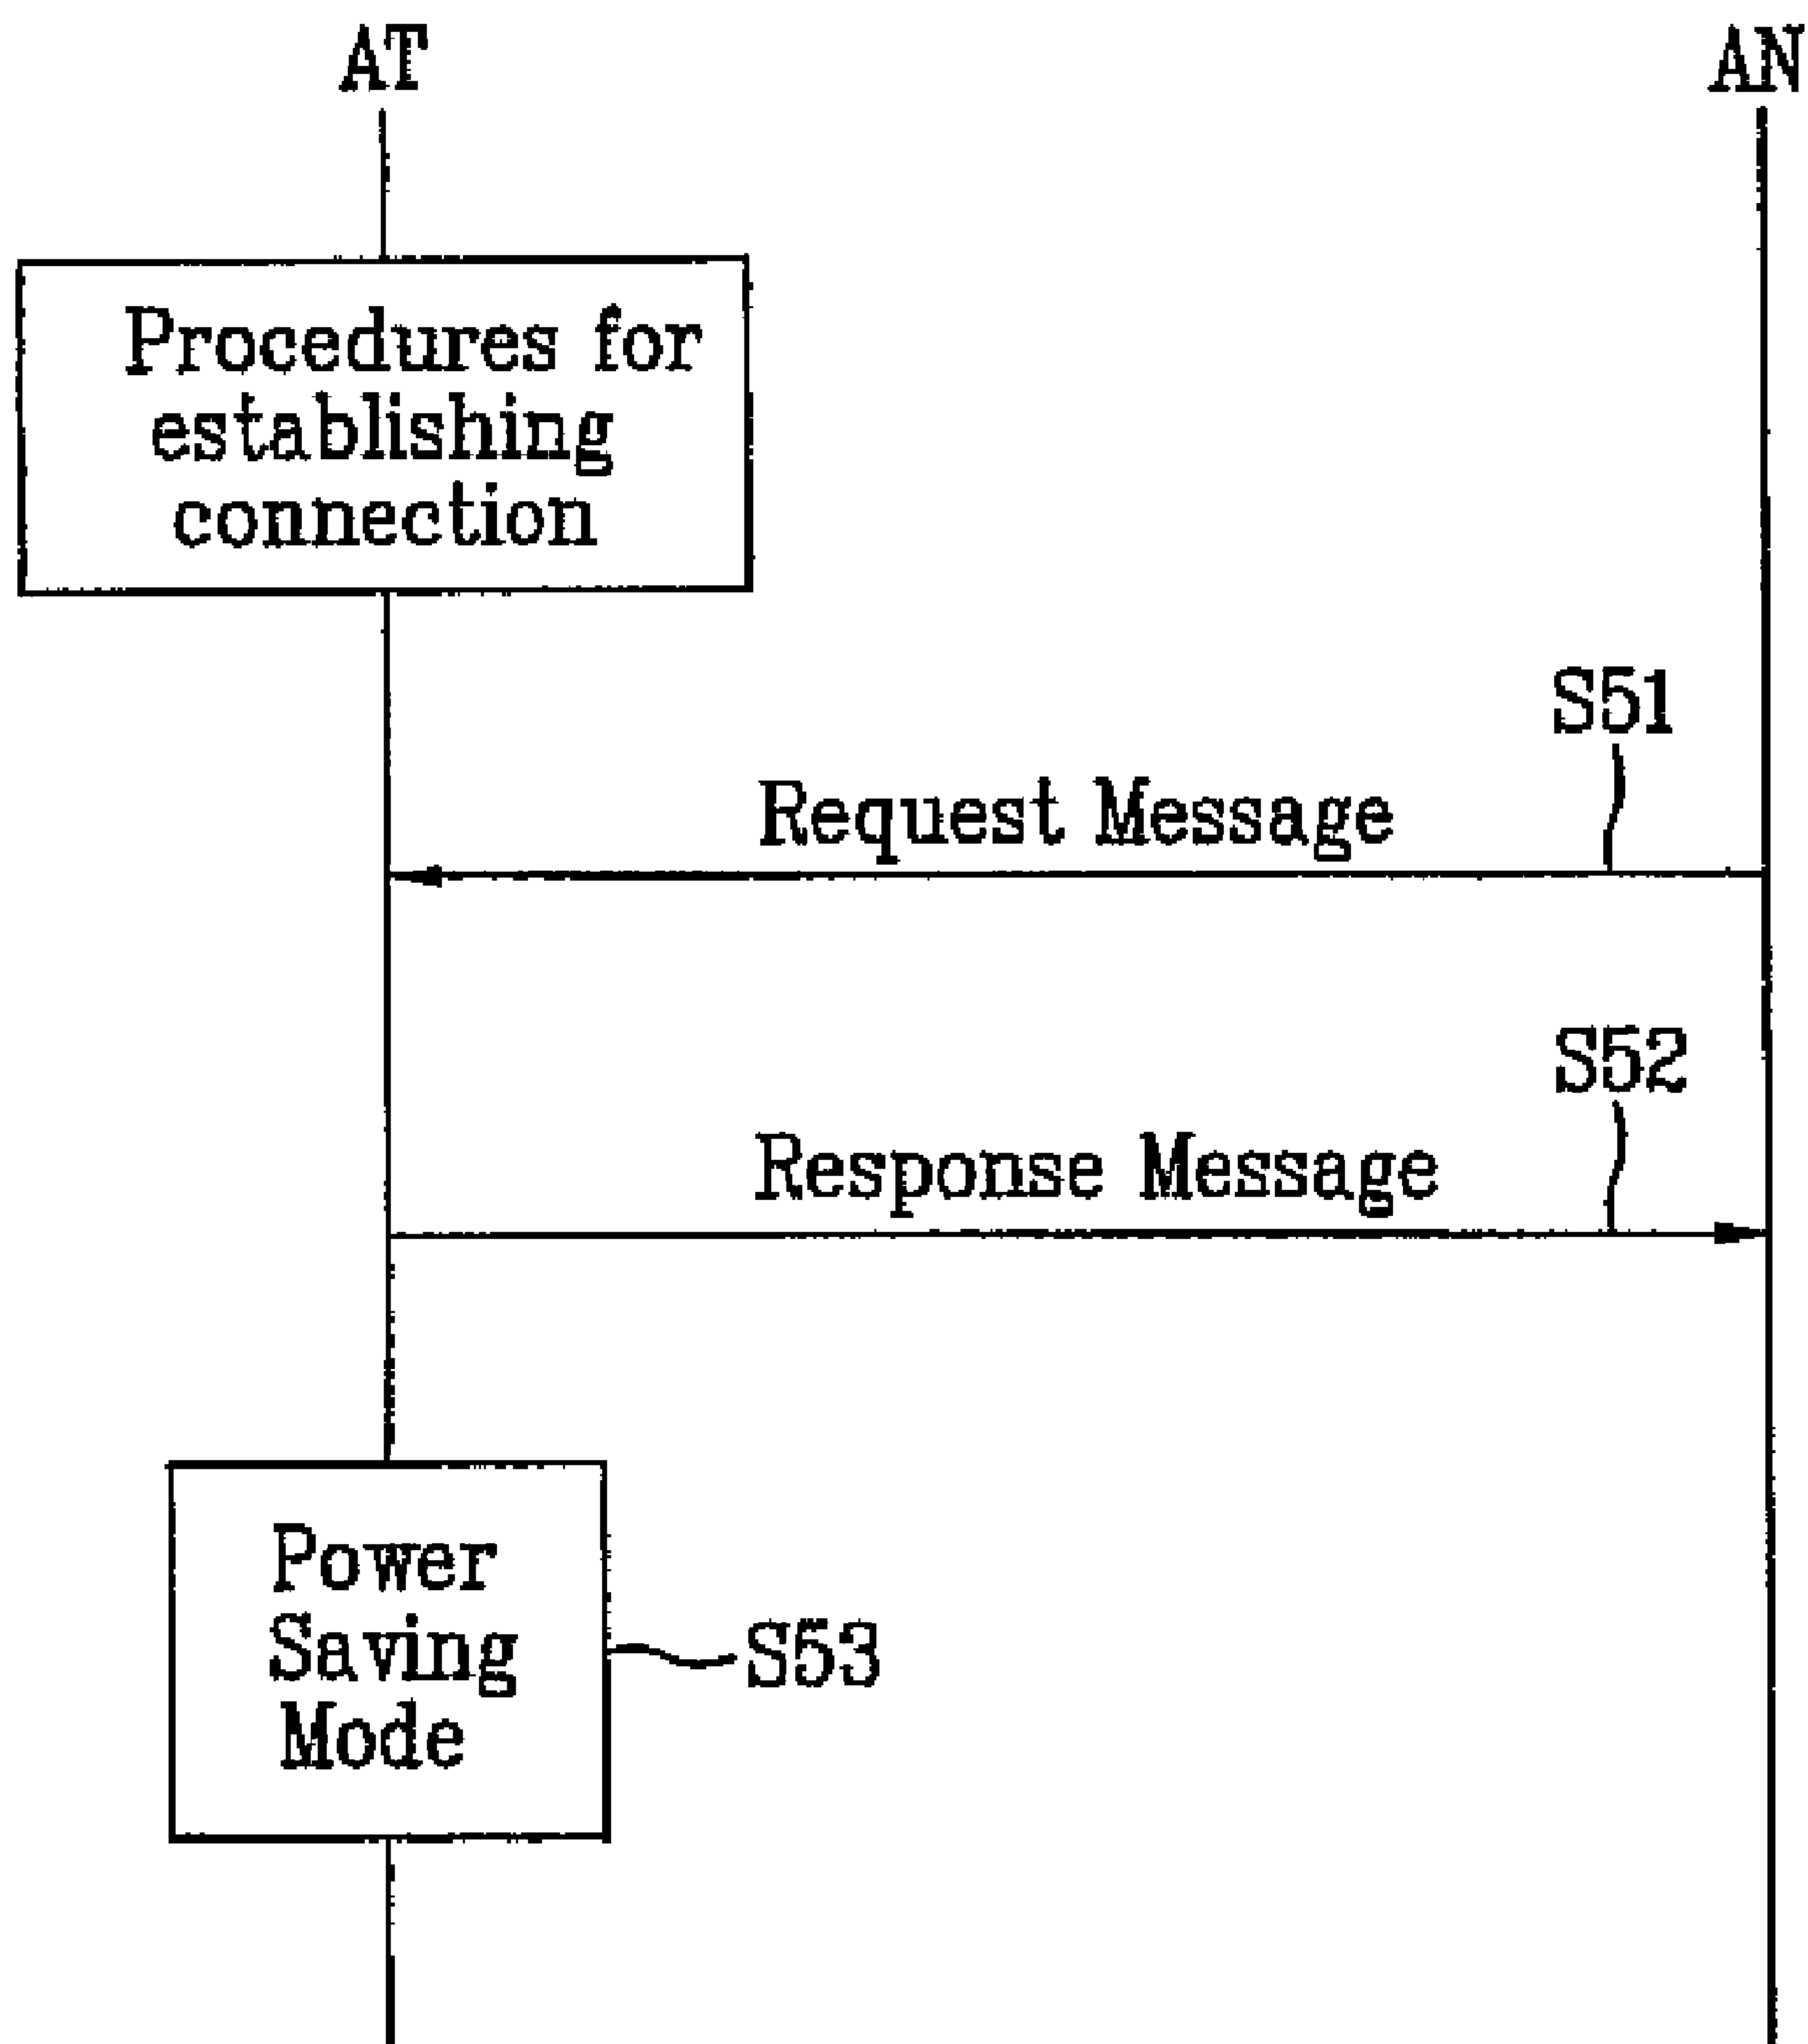 AT
AN
Procedures for
establishing
connection
S51
Request Message
S52
Response Message
Power
Saving
Mode
S53